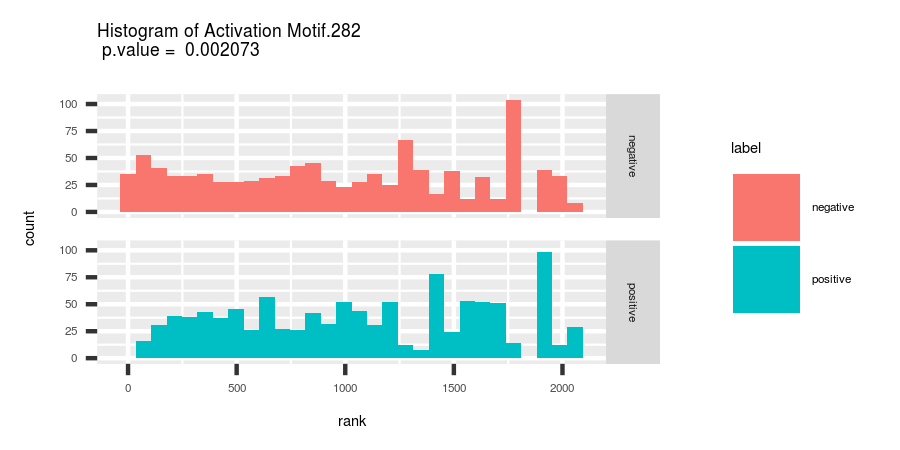 Histogram of Activation Motif.282
p.value = 0.002073
count
100
75
50
25
0
negative
100
75
50
25
0
positive
0 500 1000 1500 2000
rank
label
negative
positive